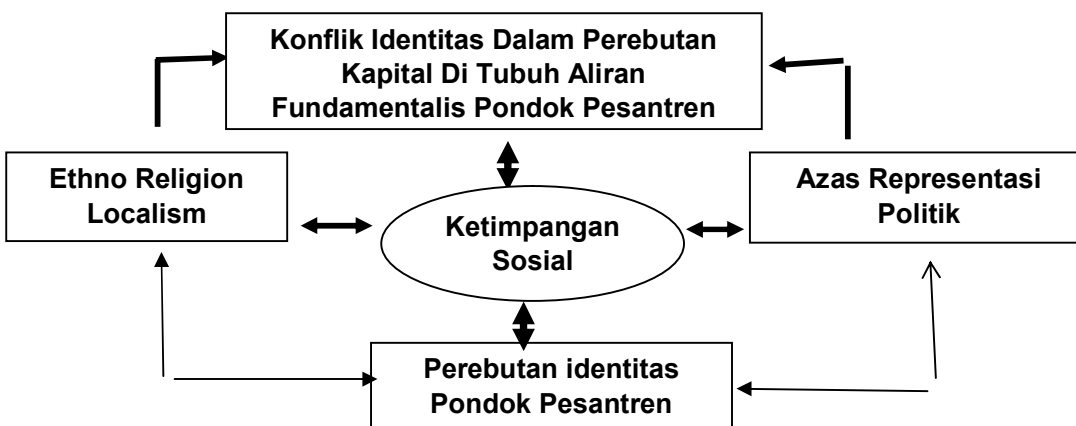 Konflik Identitas Dalam Perebutan
Kapital Di Tubuh Aliran
Fundamentalis Pondok Pesantren
Ethno Religion
Localism
Ketimpangan
Sosial
Azas Representasi
Politik
Perebutan identitas
Pondok Pesantren